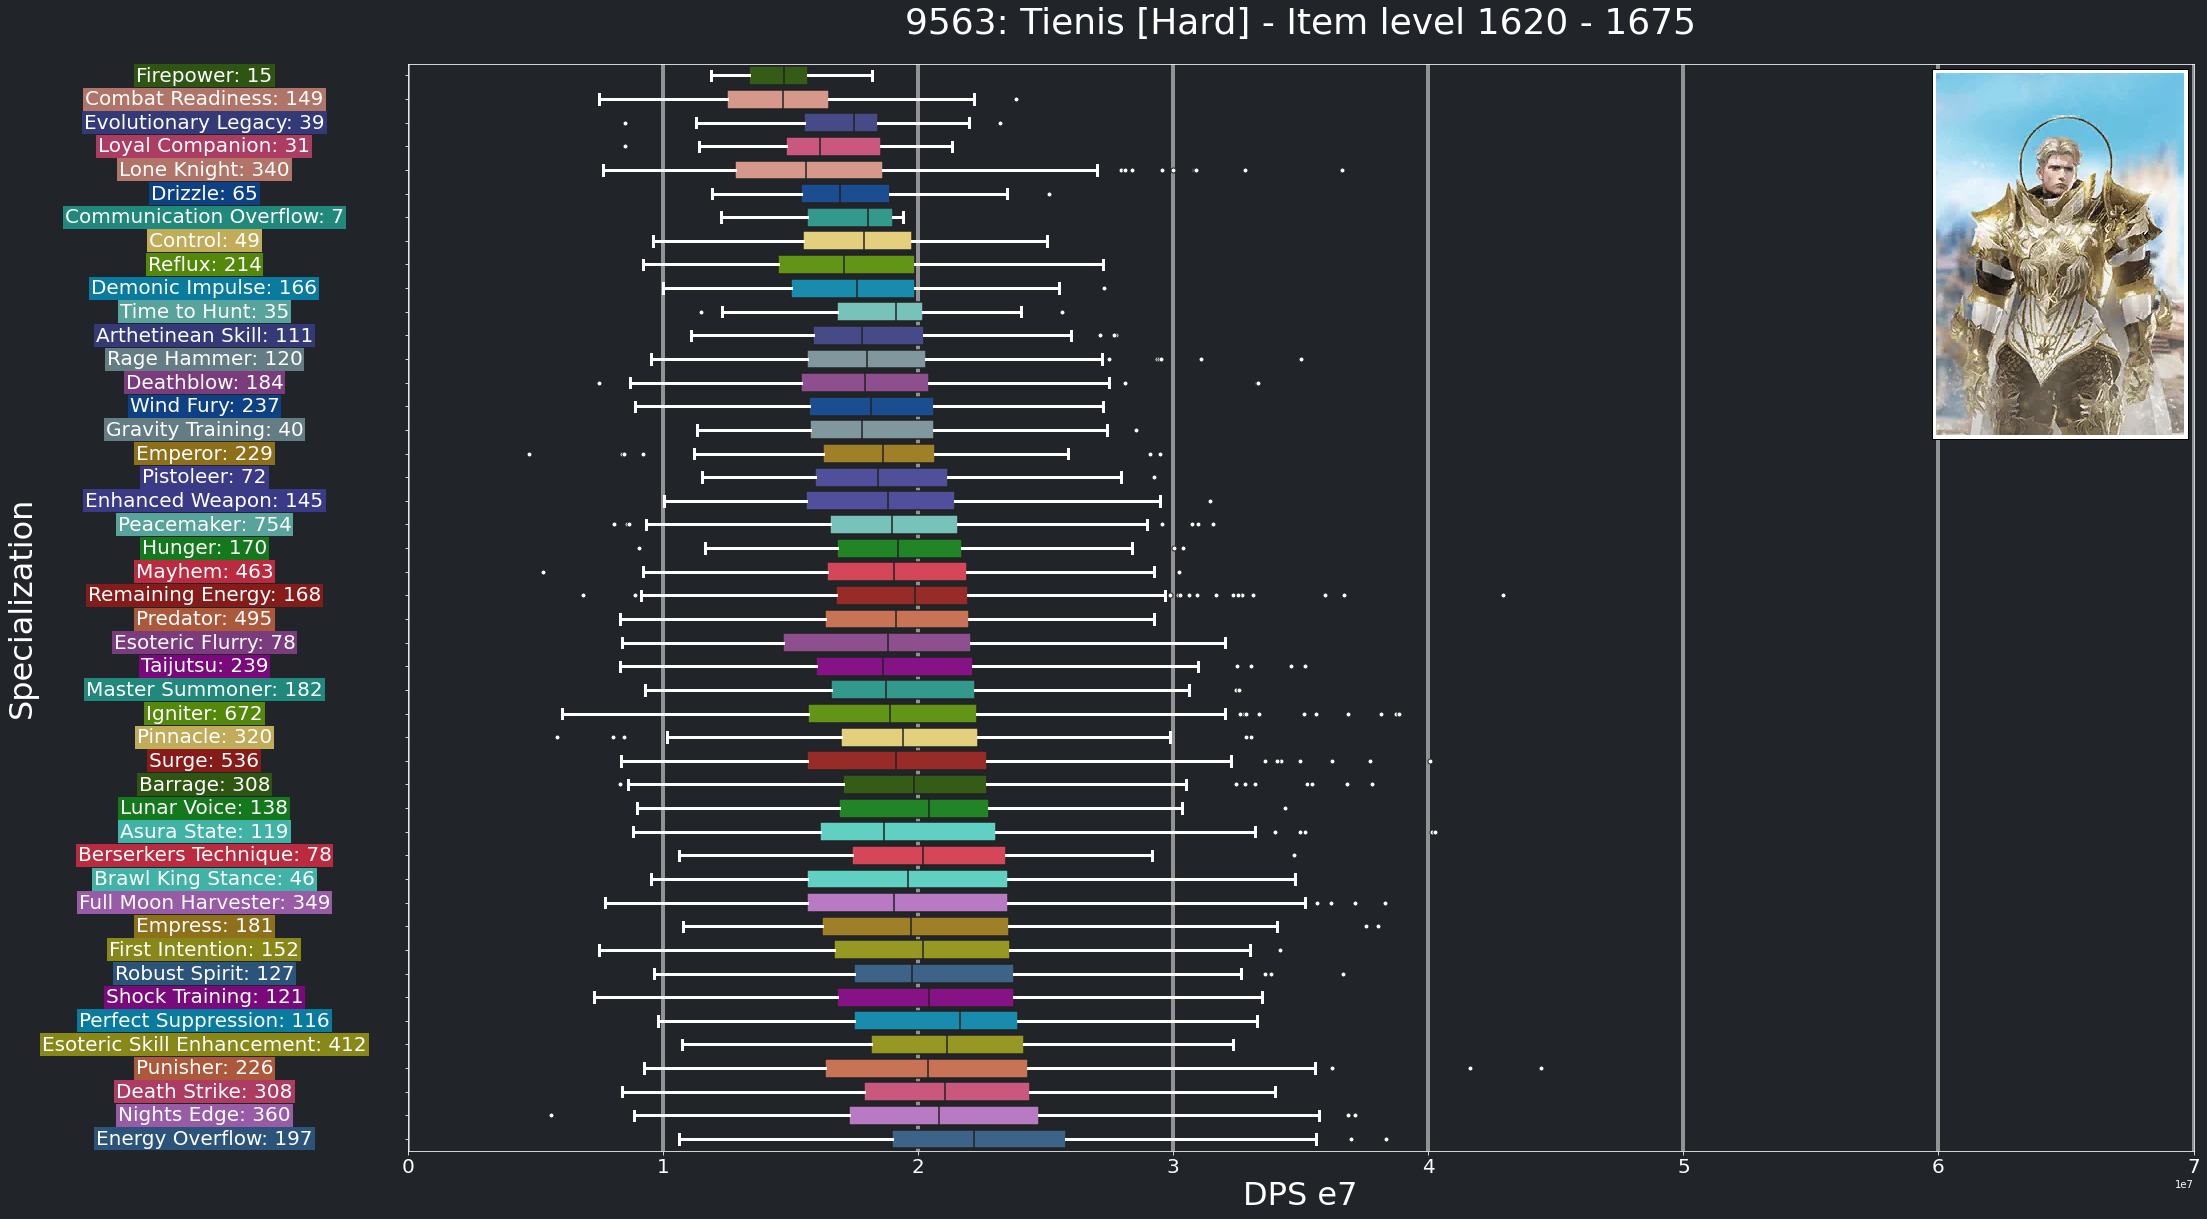 9563: Tienis [Hard] - Item level 1620 - 1675
Firepower: 15
Combat Readiness: 149
Evolutionary Legacy: 39
Loyal Companion: 31
Lone Knight: 340
Drizzle: 65
Communication Overflow: 7
Control: 49
Reflux: 214
Demonic Impulse: 166
Time to Hunt: 35
Arthetinean Skill: 111
Rage Hammer: 120
Deathblow: 184
Wind Fury: 237
Gravity Training: 40
Emperor: 229
Pistoleer: 72
Enhanced Weapon: 145
Peacemaker: 754
Hunger: 170
Mayhem: 463
Remaining Energy: 168
Predator: 495
Esoteric Flurry: 78
Taijutsu: 239
Master Summoner: 182
Igniter: 672
Pinnacle: 320
Surge: 536
Barrage: 308
Lunar Voice: 138
Asura State: 119
Berserkers Technique: 78
Brawl King Stance: 46
Full Moon Harvester: 349
Empress: 181
First Intention: 152
Robust Spirit: 127
Shock Training: 121
Perfect Suppression: 116
Esoteric Skill Enhancement: 412
Punisher: 226
Death Strike: 308
Nights Edge: 360
Energy Overflow: 197
Specialization
0 1 2 3 4 5 6 7
1e7
DPS e7